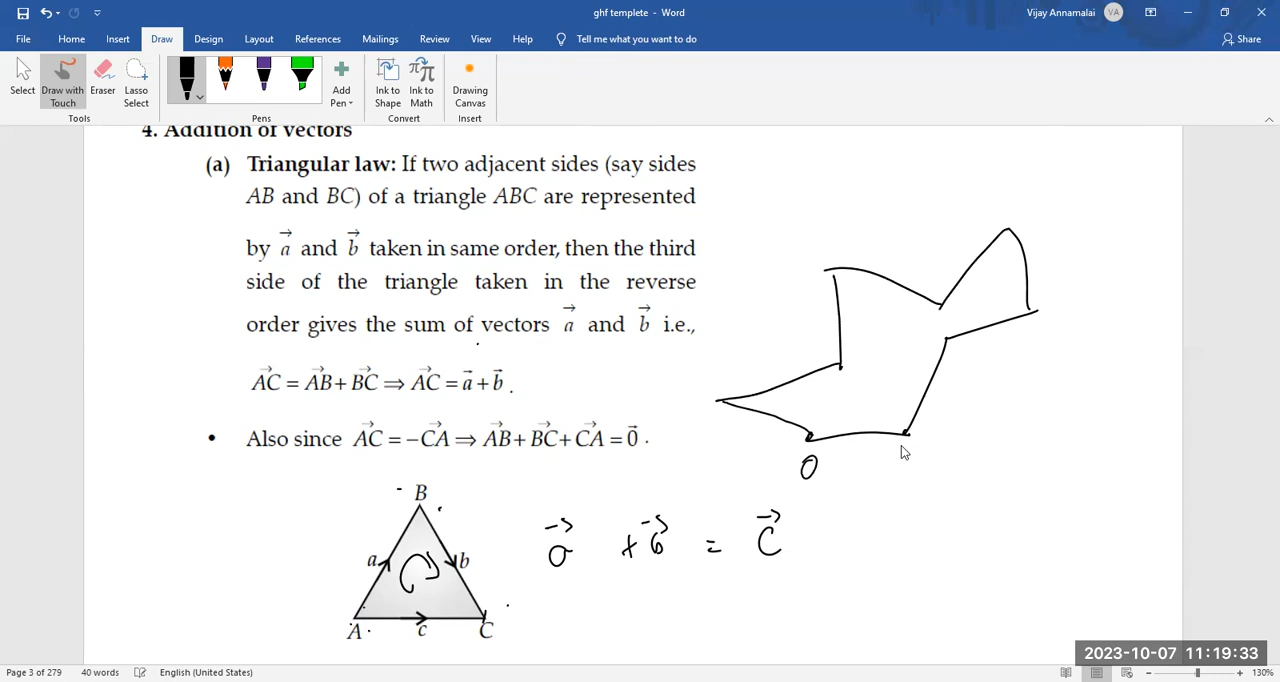 ghf templete - Word
Vijay Annamalai VA
File Home Insert Draw Design Layout References Mailings Review View Help Tell me what you want to do Share
Select Draw with Touch Eraser Lasso Select Add Pen Ink to Shape Ink to Math Drawing Canvas
Tools Pens Convert Insert
4. Addition of vectors
(a) Triangular law: If two adjacent sides (say sides
AB and BC) of a triangle ABC are represented
by a⃗ and b⃗ taken in same order, then the third
side of the triangle taken in the reverse
order gives the sum of vectors a⃗ and b⃗ i.e.,
AC⃗ = AB⃗ + BC⃗ ⇒ AC⃗ = a⃗ + b⃗ .
• Also since AC⃗ = −CA⃗ ⇒ AB⃗ + BC⃗ + CA⃗ = 0⃗ .
O
B
a b
A c C
a⃗ + b⃗ = C⃗
2023-10-07 11:19:33
Page 3 of 279 40 words English (United States) 130%